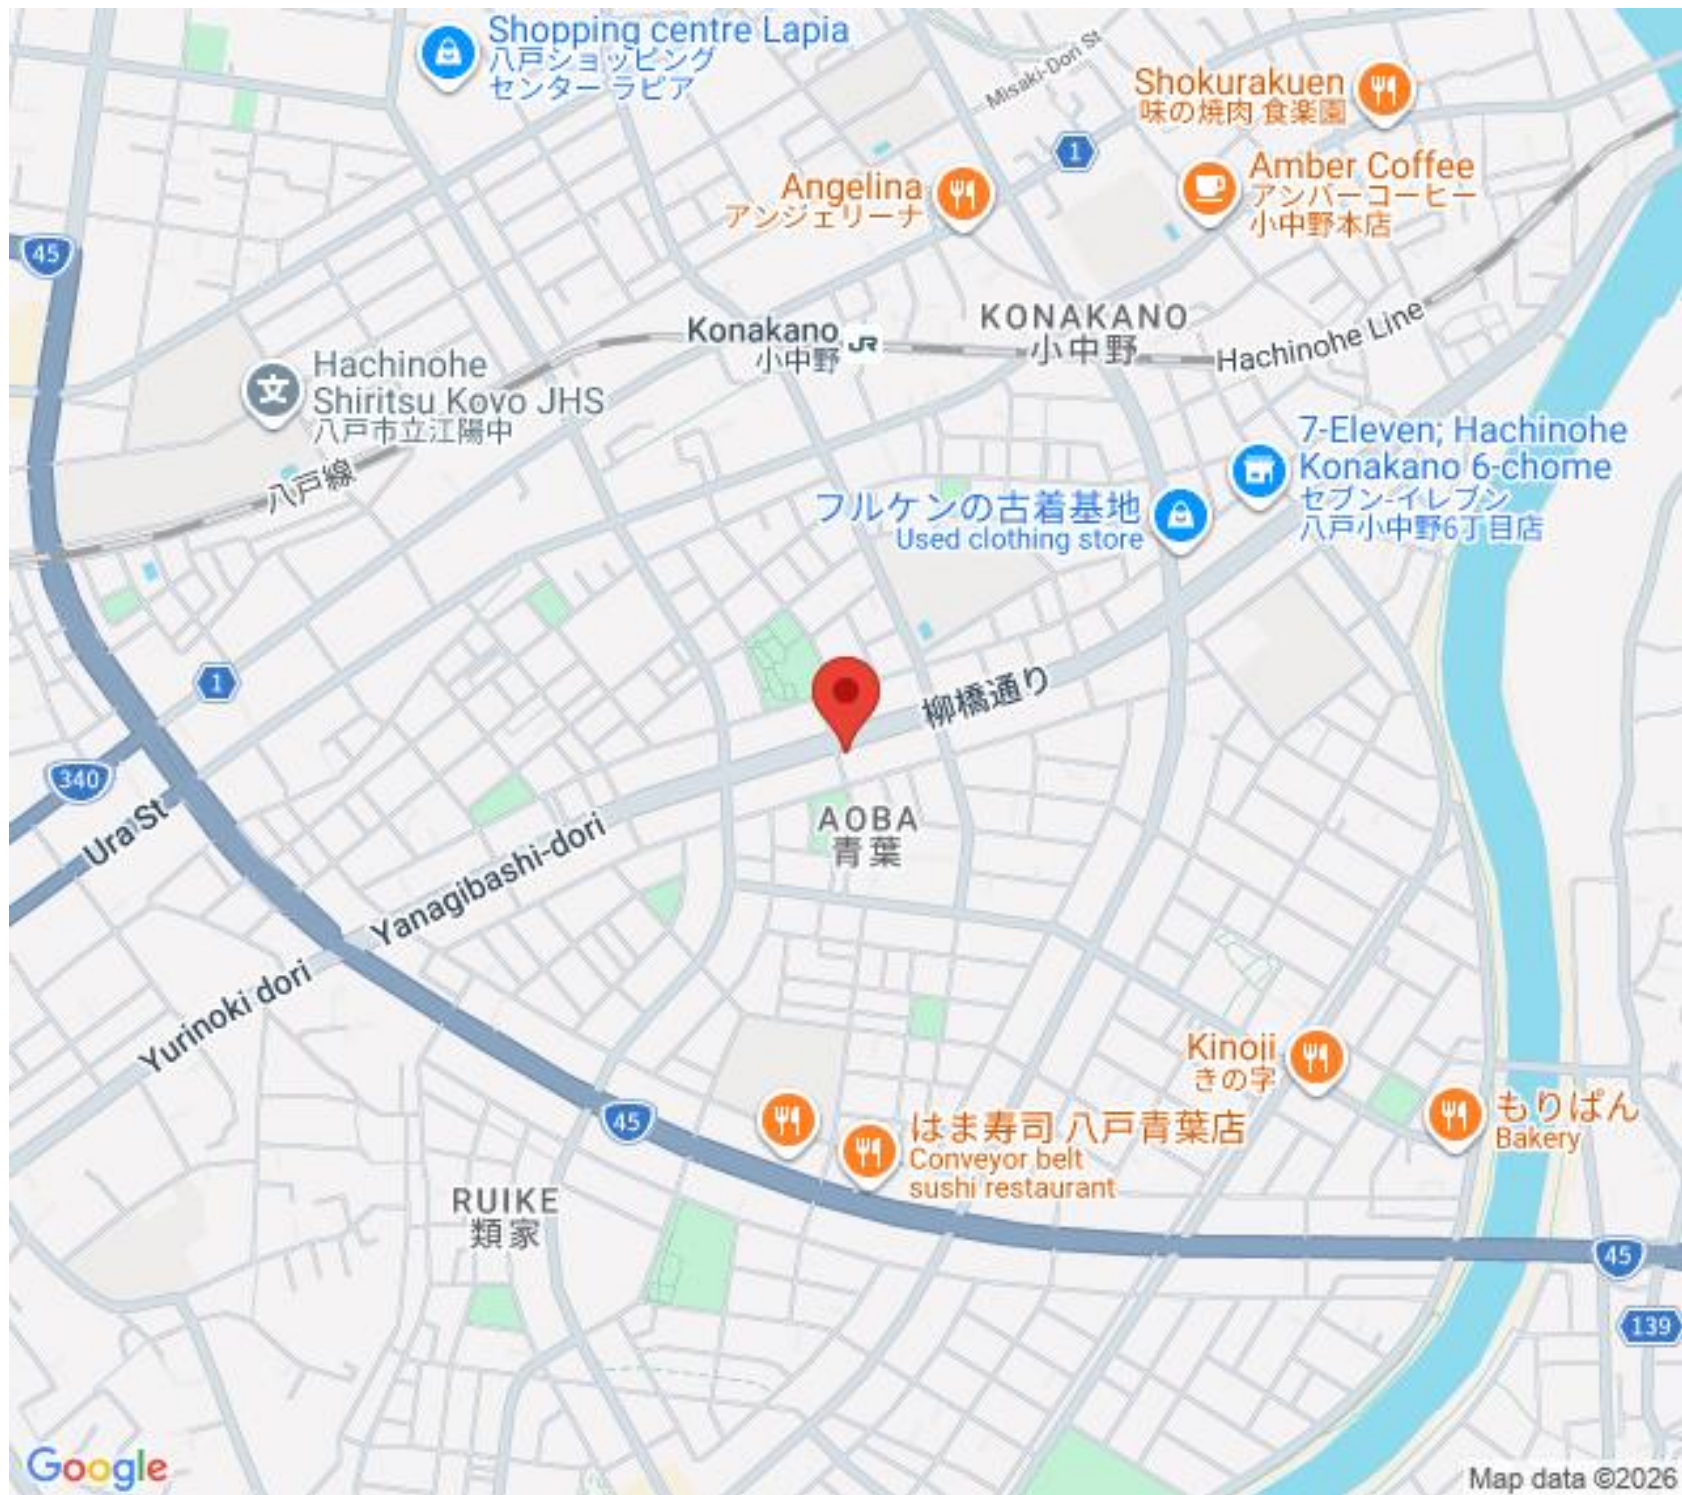 Shopping centre Lapia
八戸ショッピング
センター ラピア
Misaki-Dori St
Shokurakuen
味の焼肉 食楽園
1
Amber Coffee
アンバーコーヒー
小中野本店
Angelina
アンジェリーナ
45
KONAKANO
小中野
Konakano
小中野
JR
Hachinohe Line
Hachinohe
Shiritsu Koyo JHS
八戸市立江陽中
文
八戸線
7-Eleven; Hachinohe
Konakano 6-chome
セブン-イレブン
八戸小中野6丁目店
フルケンの古着基地
Used clothing store
1
柳橋通り
340
Ura St
AOBA
青葉
Yanagibashi-dori
Yurinoki dori
Kinoji
きの字
もりぱん
Bakery
45
はま寿司 八戸青葉店
Conveyor belt
sushi restaurant
RUIKE
類家
45
139
Google
Map data ©2026